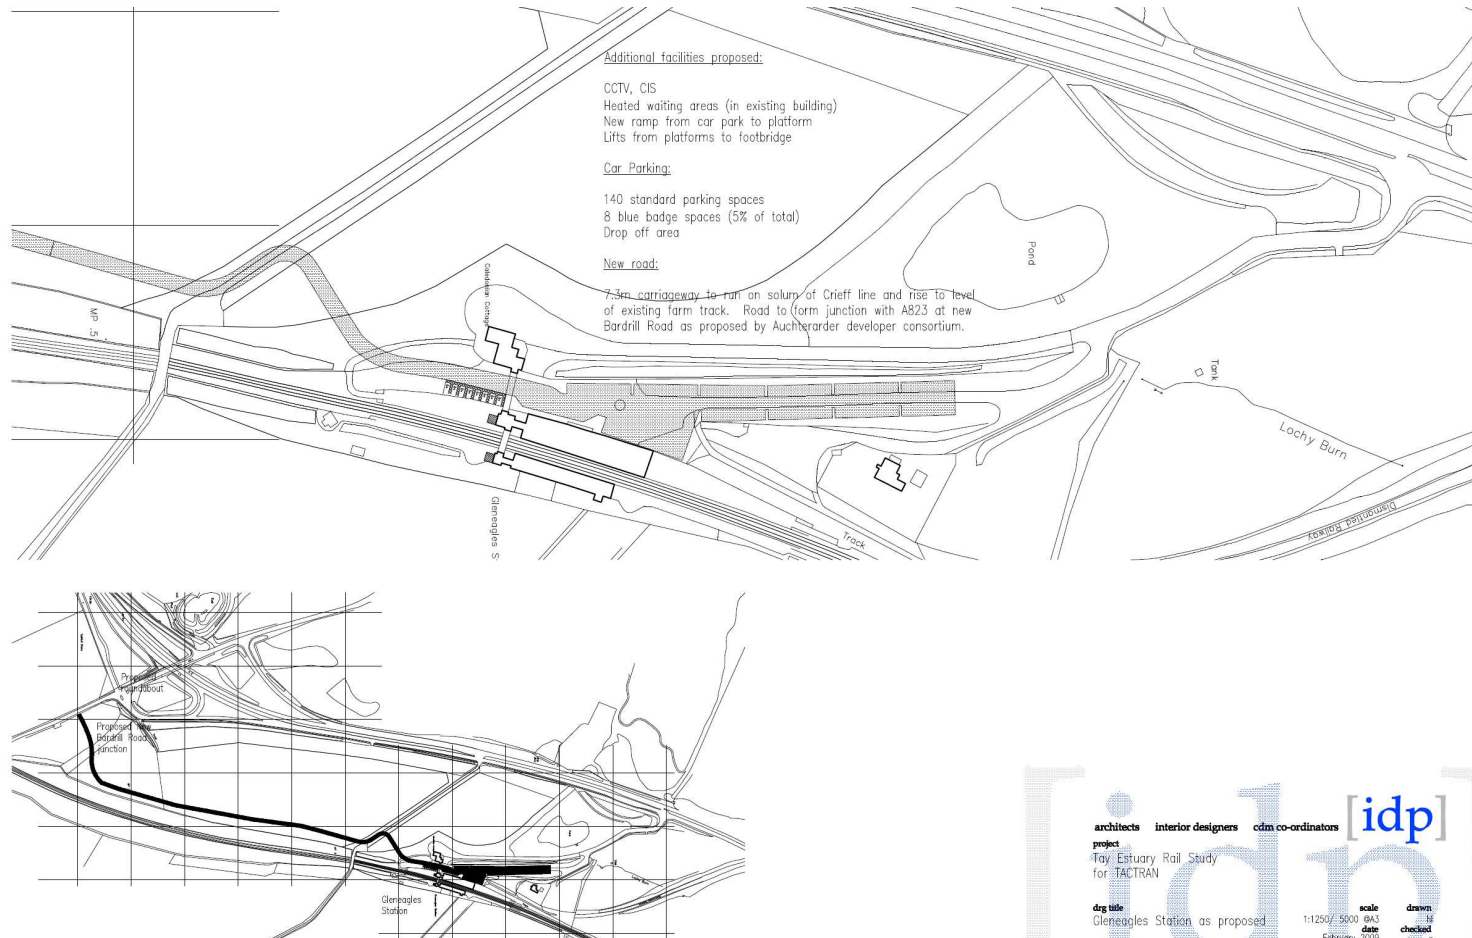 Additional facilities proposed:
CCTV, CIS
Heated waiting areas (in existing building)
New ramp from car park to platform
Lifts from platforms to footbridge
Car Parking:
140 standard parking spaces
8 blue badge spaces (5% of total)
Drop off area
New road:
7.3m carriageway to run on solum of Crieff line and rise to level
of existing farm track. Road to form junction with A823 at new
Bardrill Road as proposed by Auchterarder developer consortium.
Pond
Caledonian Cottage
MP .5
Tank
Lochy Burn
Dismantled Railway
Gleneagles S
Track
Proposed
roundabout
Proposed New
Bardrill Road
junction
Gleneagles
Station
architects interior designers cdm co-ordinators [idp]
project
Tay Estuary Rail Study
for TACTRAN
drg title scale drawn
Gleneagles Station as proposed 1:1250/ 5000 @A3
date checked
February 2009